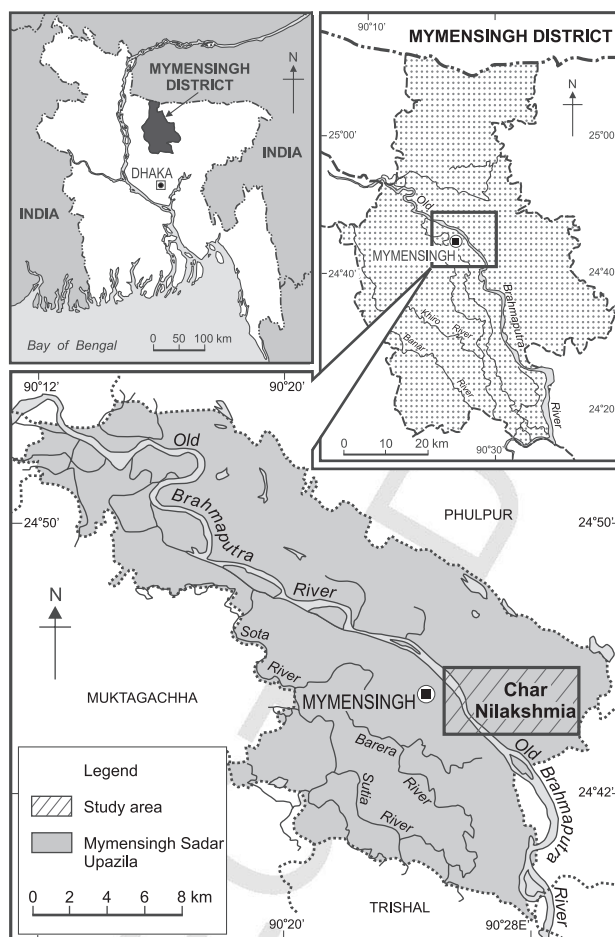 MYMENSINGH
DISTRICT
N
INDIA
DHAKA
INDIA
0 50 100 km
Bay of Bengal
90°10'
MYMENSINGH DISTRICT
N
25°00'
25°00'
Old
MYMENSINGH
24°40'
24°40'
Brahmaputra
Khiro
River
Banar
River
24°20'
24°20'
River
0 10 20 km
90°30'
90°12'
90°20'
Old
Brahmaputra
River
PHULPUR
24°50'
24°50'
N
Sota
River
MUKTAGACHHA
MYMENSINGH
Char
Nilakshmia
Old
Brahmaputra
River
Barera
River
Sutia
River
24°42'
Legend
Study area
Mymensingh Sadar
Upazila
0 2 4 6 8 km
TRISHAL
90°20'
90°28'E